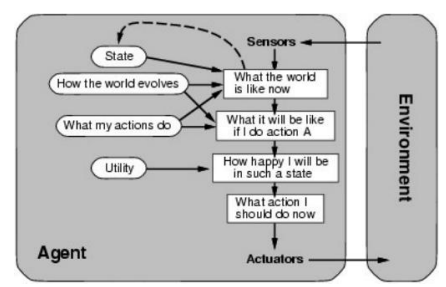 Sensors
State
What the world
is like now
How the world evolves
What it will be like
if I do action A
What my actions do
How happy I will be
in such a state
Utility
What action I
should do now
Agent
Actuators
Environment